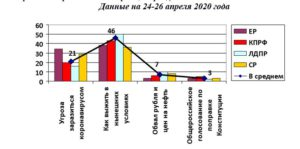 Данные на 24-26 апреля 2020 года
60
50
40
30
20
10
0
21
46
7
3
ЕР
КПРФ
ЛДПР
СР
В среднем
Угроза
заразиться
коронавирусом
Как выжить в
нынешних
условиях
Обвал рубля и
цен на нефть
Общероссийское
голосование по
поправке
Конституции